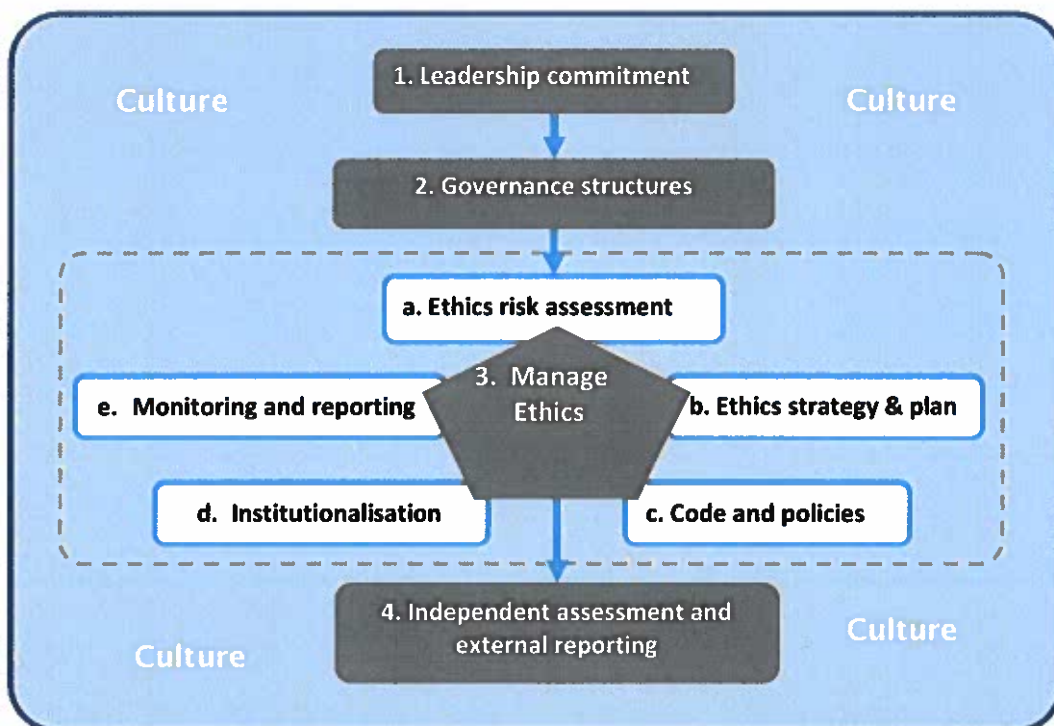 1. Leadership commitment
Culture
Culture
2. Governance structures
a. Ethics risk assessment
3. Manage
Ethics
e. Monitoring and reporting
b. Ethics strategy & plan
d. Institutionalisation
c. Code and policies
4. Independent assessment and
external reporting
Culture
Culture